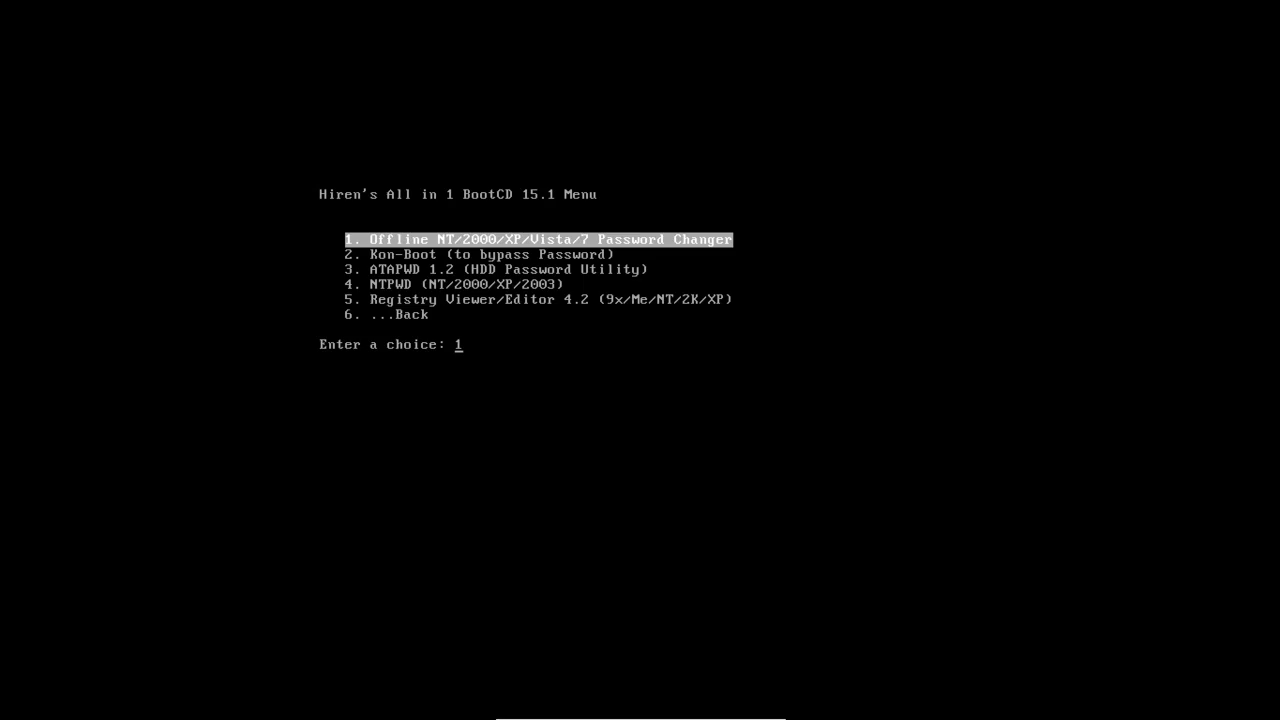 Hiren's All in 1 BootCD 15.1 Menu
1. Offline NT/2000/XP/Vista/7 Password Changer
2. Kon-Boot (to bypass Password)
3. ATAPWD 1.2 (HDD Password Utility)
4. NTPWD (NT/2000/XP/2003)
5. Registry Viewer/Editor 4.2 (9x/Me/NT/2K/XP)
6. ...Back
Enter a choice: 1